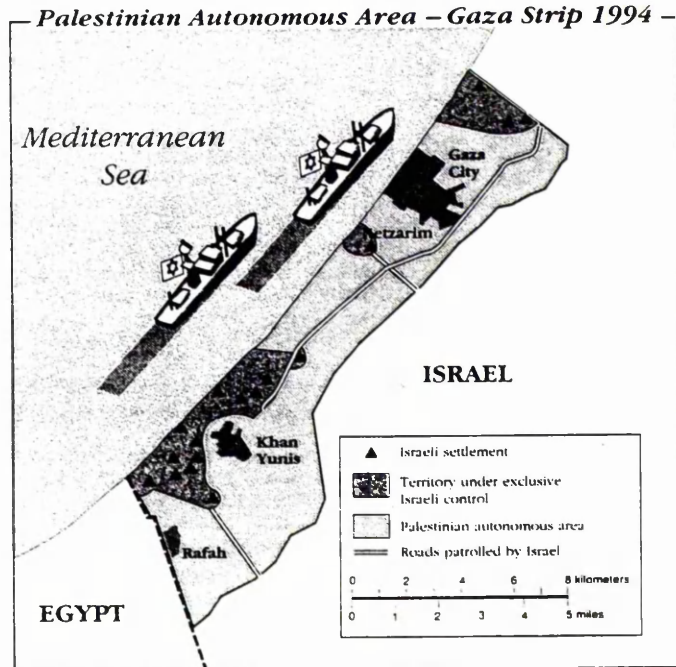 Palestinian Autonomous Area – Gaza Strip 1994
Mediterranean
Sea
Gaza
City
Netzarim
ISRAEL
Khan
Yunis
Rafah
EGYPT
Israeli settlement
Territory under exclusive
Israeli control
Palestinian autonomous area
Roads patrolled by Israel
0 2 4 6 8 kilometers
0 1 2 3 4 5 miles